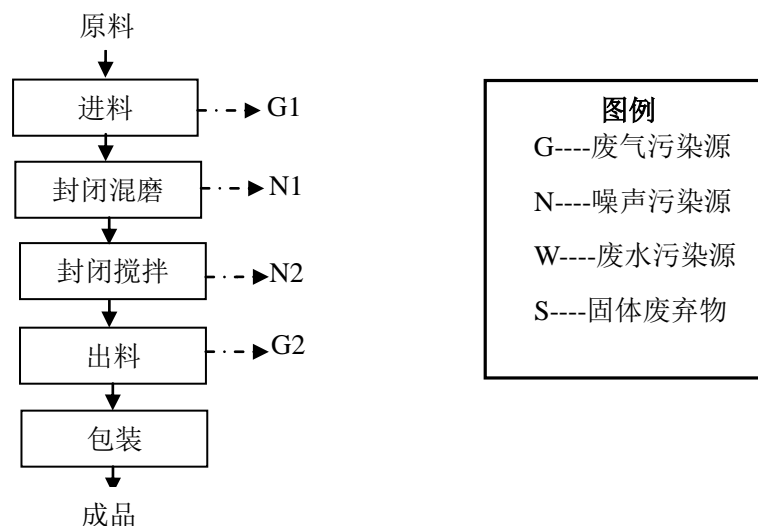 原料
进料
G1
封闭混磨
N1
封闭搅拌
N2
出料
G2
包装
成品
图例
G----废气污染源
N----噪声污染源
W----废水污染源
S----固体废弃物